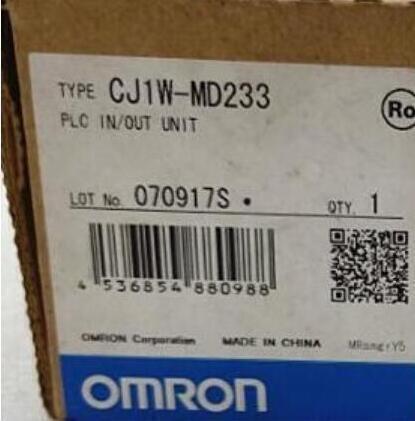 TYPE CJ1W-MD233
PLC IN/OUT UNIT
Ro
LOT No. 070917S •
QTY. 1
4 536854 880988
OMRON Corporation MADE IN CHINA
OMRON